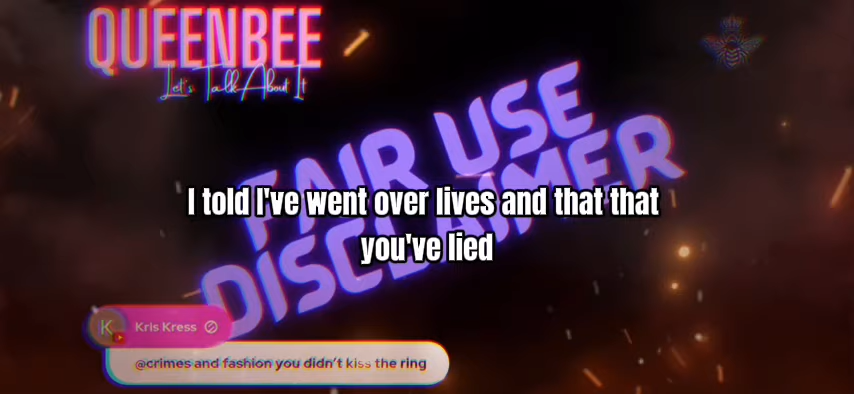 QUEENBEE
Let's Talk About It
FAIR USE
DISCLAIMER
I told I've went over lives and that that
you've lied
K Kris Kress
@crimes and fashion you didn't kiss the ring